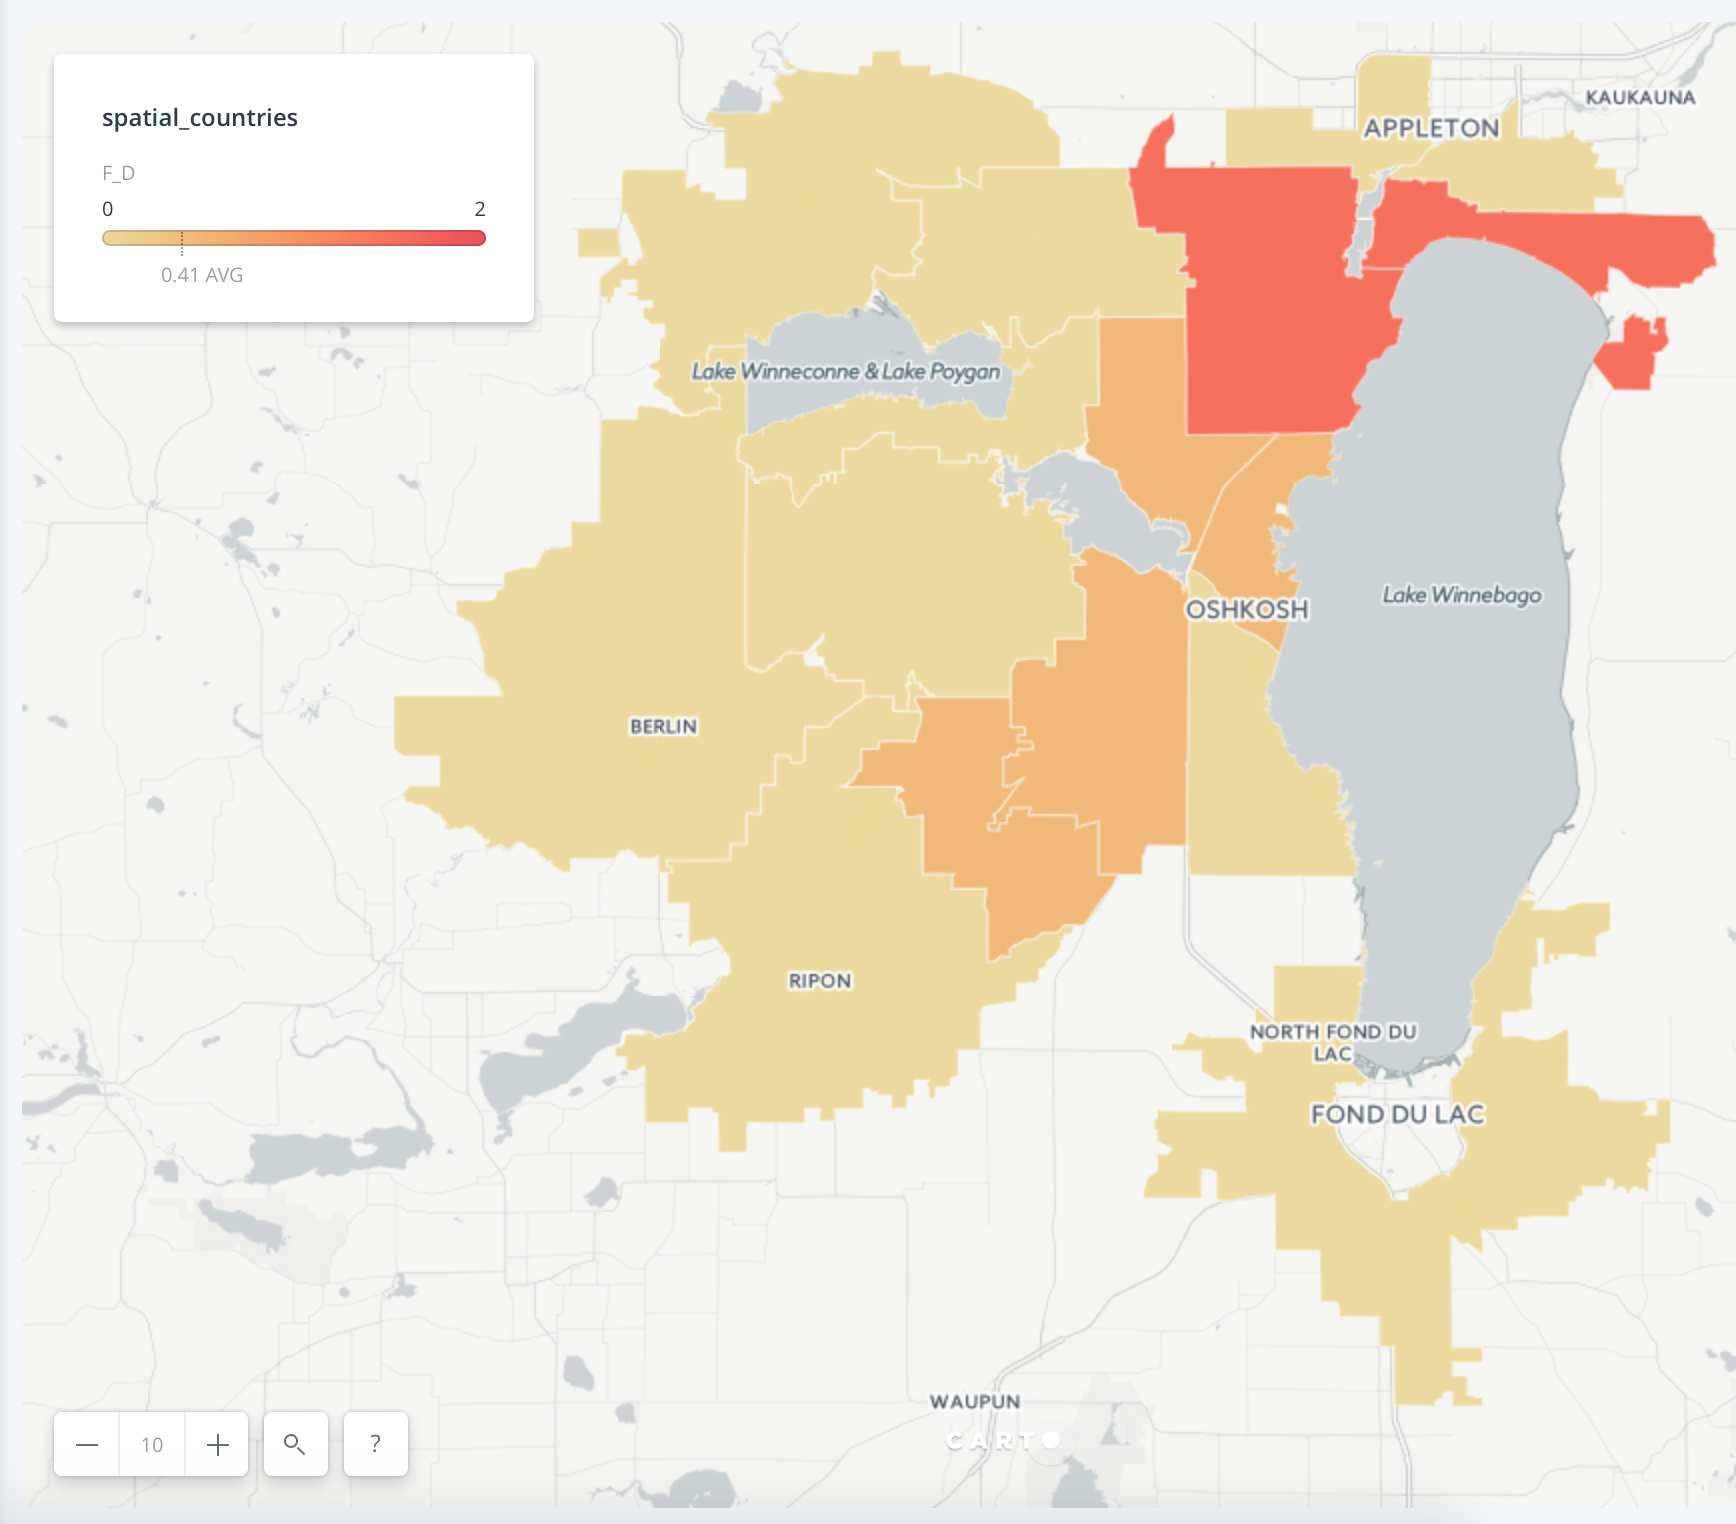 spatial_countries
F_D
0 2
0.41 AVG
KAUKAUNA
APPLETON
Lake Winneconne & Lake Poygan
Lake Winnebago
OSHKOSH
BERLIN
RIPON
NORTH FOND DU
LAC
FOND DU LAC
WAUPUN
CARTO
— 10 + ?